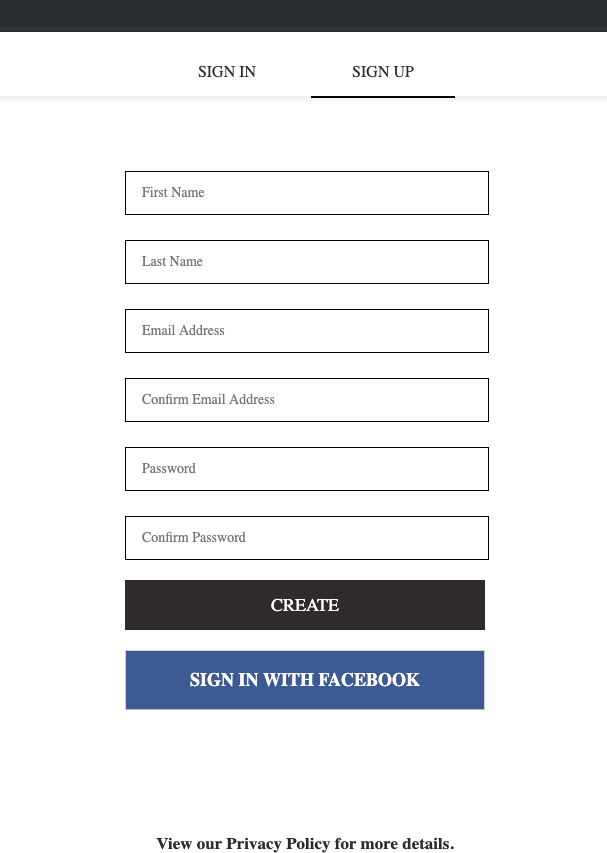 SIGN IN SIGN UP
First Name
Last Name
Email Address
Confirm Email Address
Password
Confirm Password
CREATE
SIGN IN WITH FACEBOOK
View our Privacy Policy for more details.